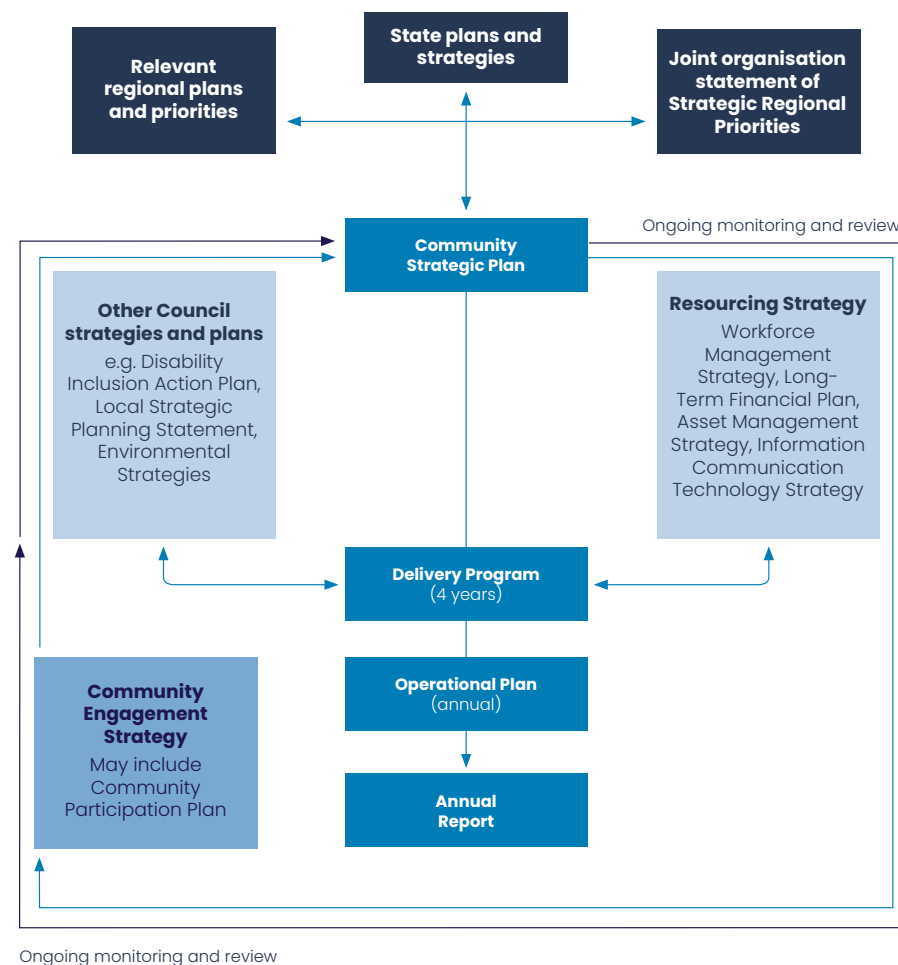 State plans and
strategies
Relevant
regional plans
and priorities
Joint organisation
statement of
Strategic Regional
Priorities
Ongoing monitoring and review
Community
Strategic Plan
Other Council
strategies and plans
e.g. Disability
Inclusion Action Plan,
Local Strategic
Planning Statement,
Environmental
Strategies
Resourcing Strategy
Workforce
Management
Strategy, Long-
Term Financial Plan,
Asset Management
Strategy, Information
Communication
Technology Strategy
Delivery Program
(4 years)
Community
Engagement
Strategy
May include
Community
Participation Plan
Operational Plan
(annual)
Annual
Report
Ongoing monitoring and review